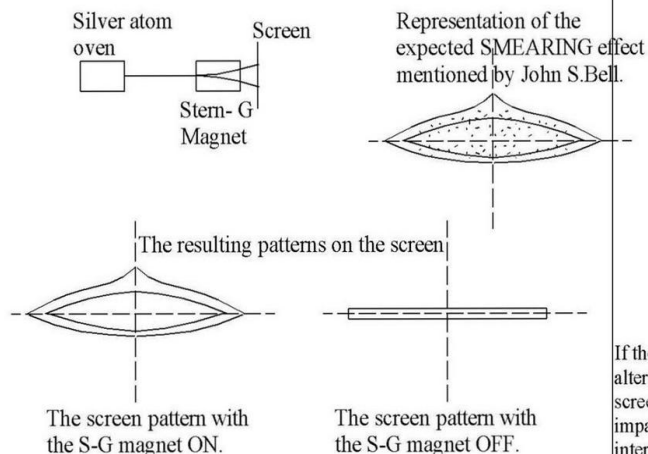 Silver atom
oven
Screen
Stern- G
Magnet
Representation of the
expected SMEARING effect
mentioned by John S.Bell.
The resulting patterns on the screen
The screen pattern with
the S-G magnet ON.
The screen pattern with
the S-G magnet OFF.
If the
alter
screen
impa
inter